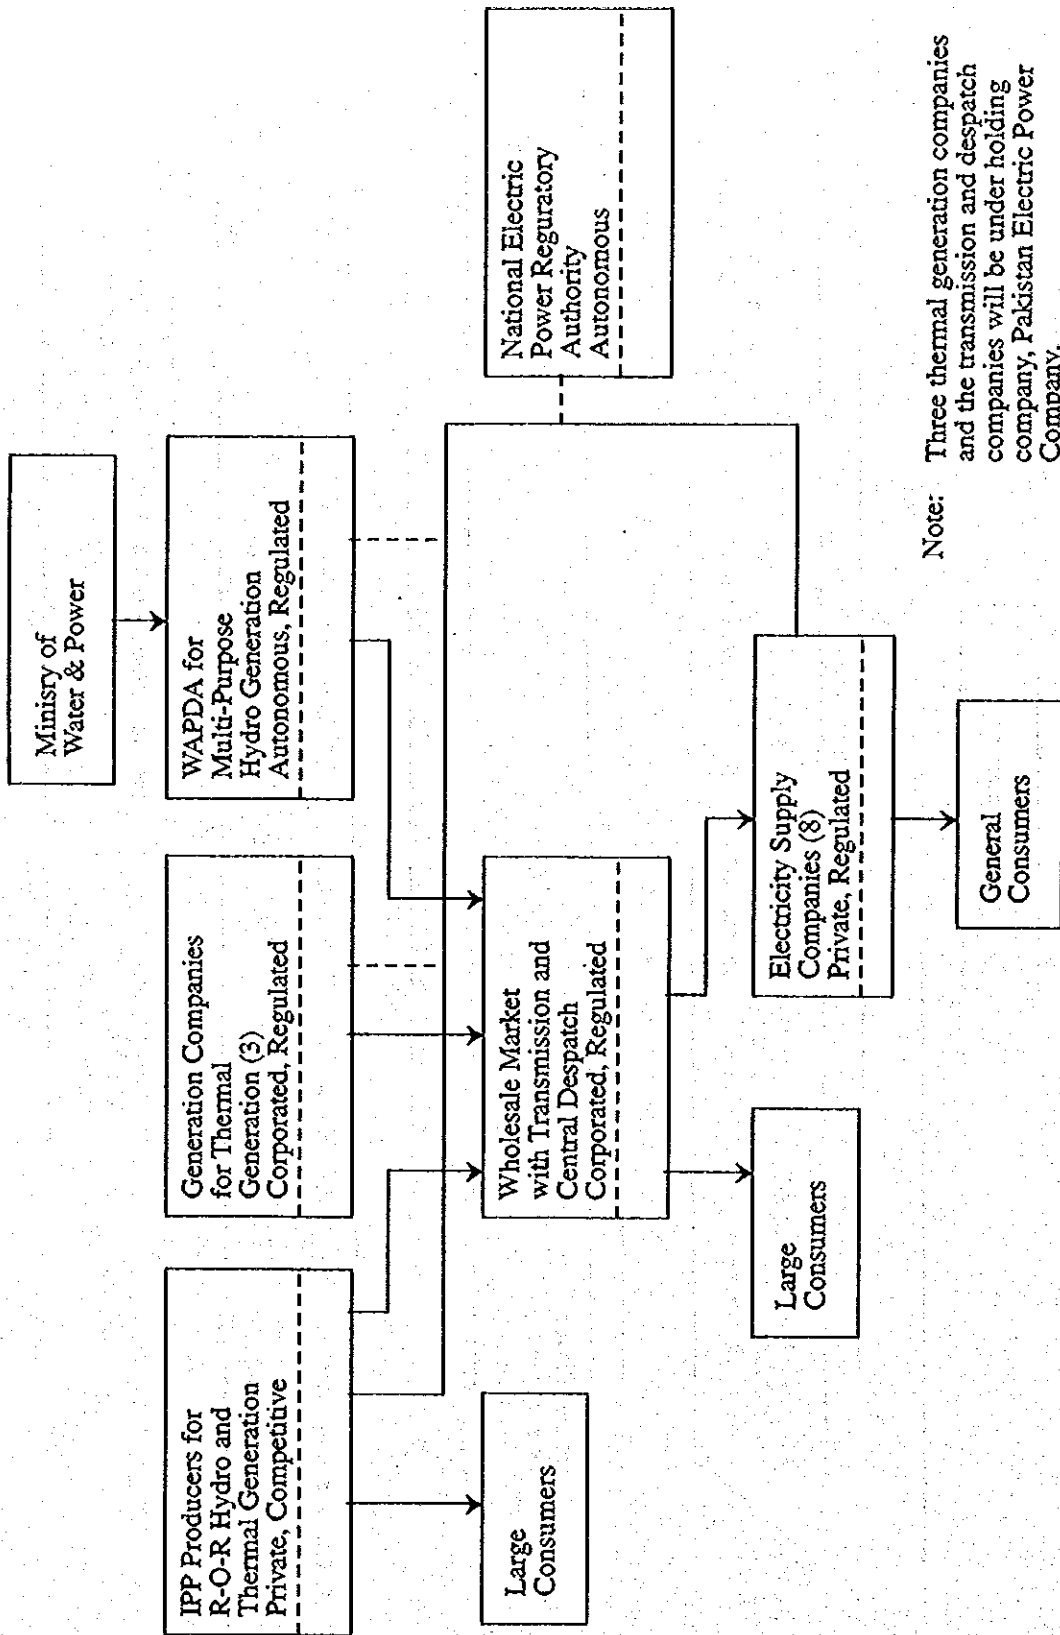 Minisry of
Water & Power
IPP Producers for
R-O-R Hydro and
Thermal Generation
Private, Competitive
Generation Companies
for Thermal
Generation (3)
Corporated, Regulated
WAPDA for
Multi-Purpose
Hydro Generation
Autonomous, Regulated
Large
Consumers
Wholesale Market
with Transmission and
Central Despatch
Corporated, Regulated
National Electric
Power Reguratory
Authority
Autonomous
Large
Consumers
Electricity Supply
Companies (8)
Private, Regulated
General
Consumers
Note: Three thermal generation companies
and the transmission and despatch
companies will be under holding
company, Pakistan Electric Power
Company.